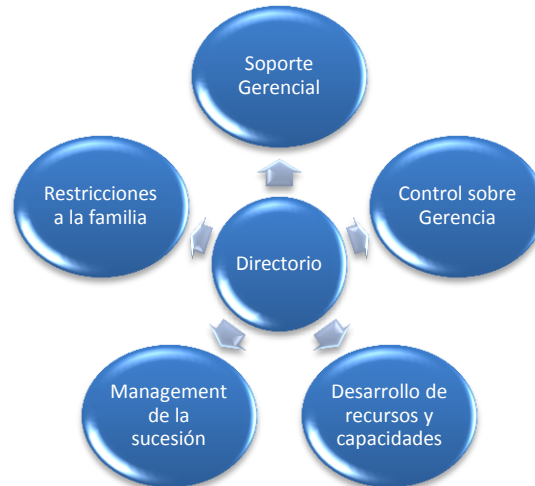 Soporte
Gerencial
Restricciones
a la familia
Control sobre
Gerencia
Directorio
Management
de la
sucesión
Desarrollo de
recursos y
capacidades